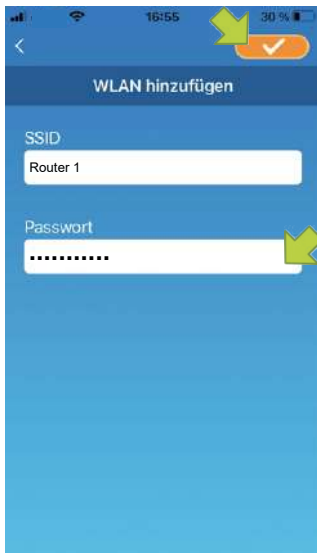 16:55
30 %
WLAN hinzufügen
SSID
Router 1
Passwort
•••••••••••